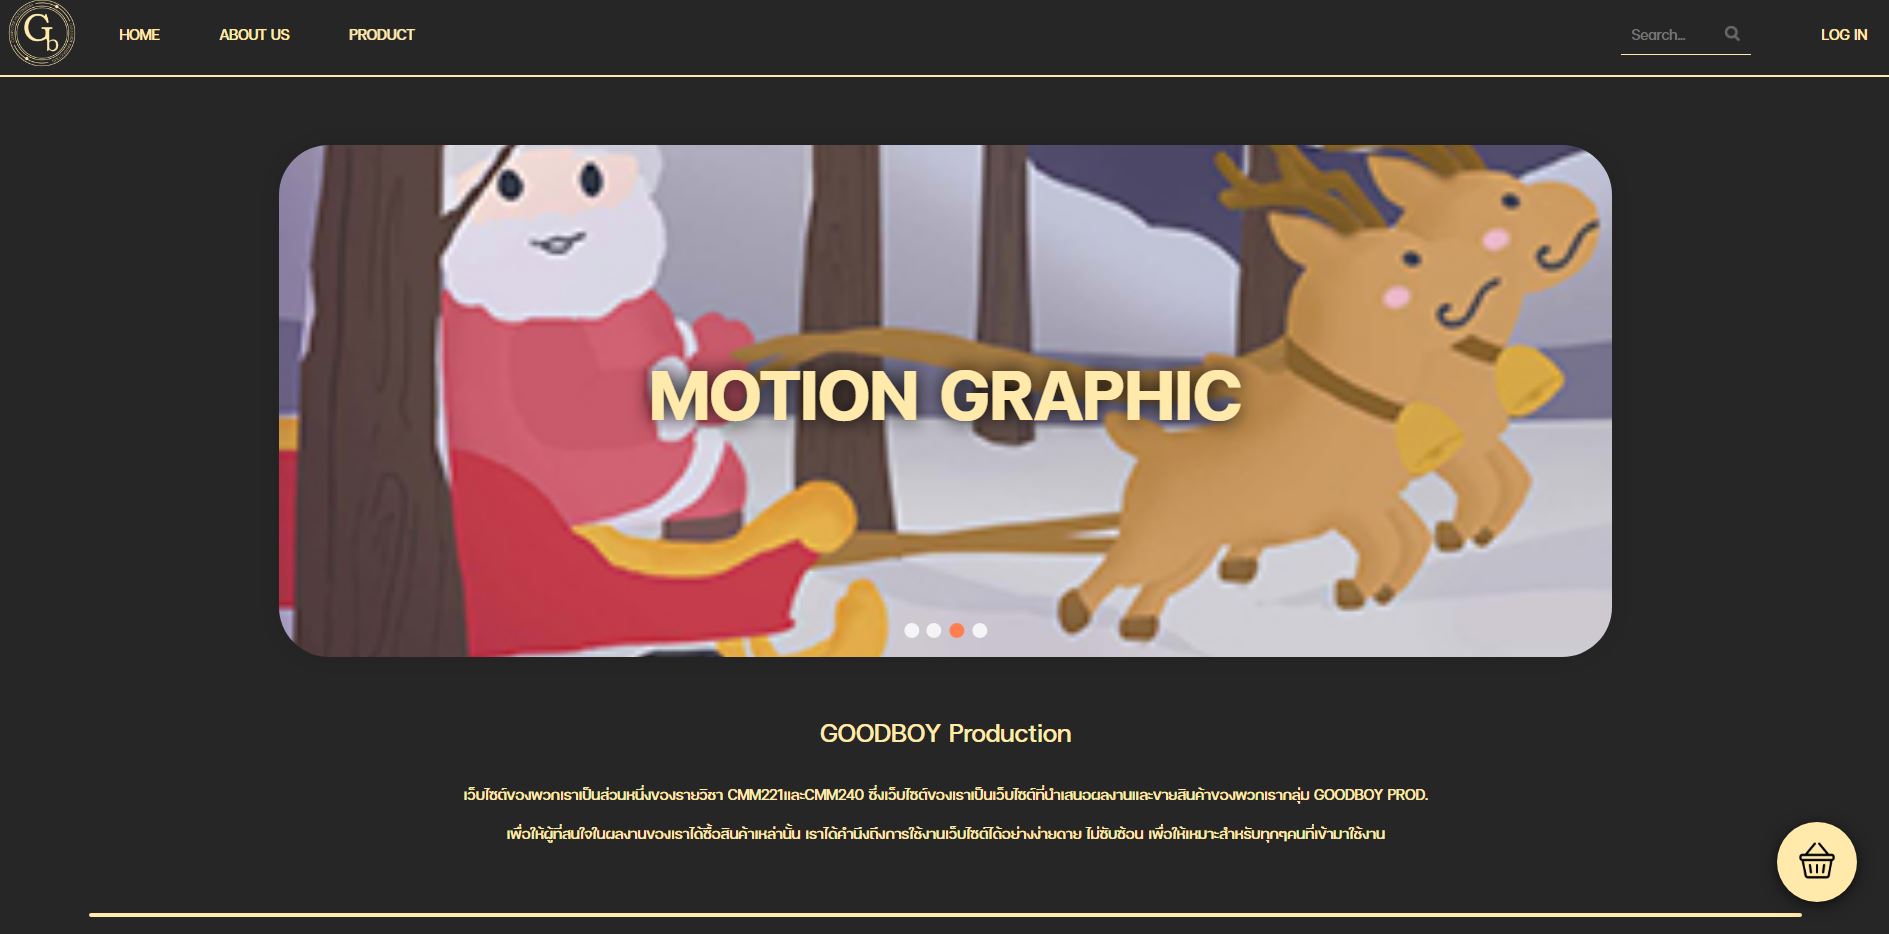 Gb
HOME
ABOUT US
PRODUCT
Search...
LOG IN
MOTION GRAPHIC
GOODBOY Production
เว็บไซต์ของพวกเราเป็นส่วนหนึ่งของรายวิชา CMM221และCMM240 ซึ่งเว็บไซต์ของเราเป็นเว็บไซต์ที่นำเสนอผลงานและขายสินค้าของพวกเรากลุ่ม GOODBOY PROD.
เพื่อให้ผู้ที่สนใจในผลงานของเราได้ซื้อสินค้าเหล่านั้น เราได้คำนึงถึงการใช้งานเว็บไซต์ได้อย่างง่ายดาย ไม่ซับซ้อน เพื่อให้เหมาะสำหรับทุกๆคนที่เข้ามาใช้งาน